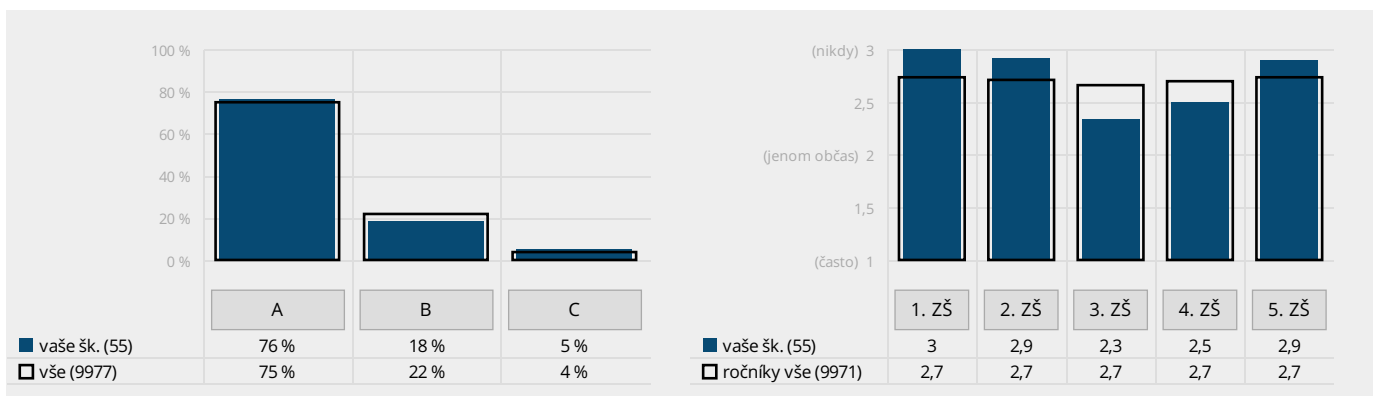 100 %
80 %
60 %
40 %
20 %
0 %
A B C
vaše šk. (55) 76 % 18 % 5 %
vše (9977) 75 % 22 % 4 %
(nikdy) 3
2,5
(jenom občas) 2
1,5
(často) 1
1. ZŠ 2. ZŠ 3. ZŠ 4. ZŠ 5. ZŠ
vaše šk. (55) 3 2,9 2,3 2,5 2,9
ročníky vše (9971) 2,7 2,7 2,7 2,7 2,7